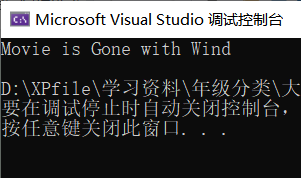 Microsoft Visual Studio 调试控制台
Movie is Gone with Wind
D:\XPfile\学习资料\年级分类\大
要在调试停止时自动关闭控制台,
按任意键关闭此窗口. . .